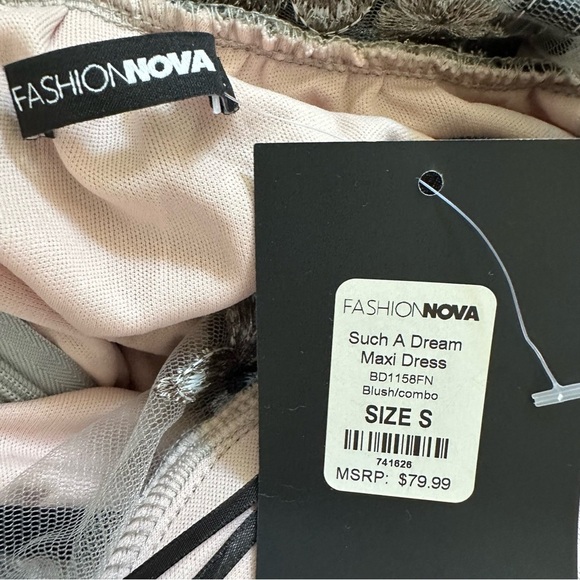 FASHIONNOVA
FASHIONNOVA
Such A Dream
Maxi Dress
BD1158FN
Blush/combo
SIZE S
741626
MSRP: $79.99